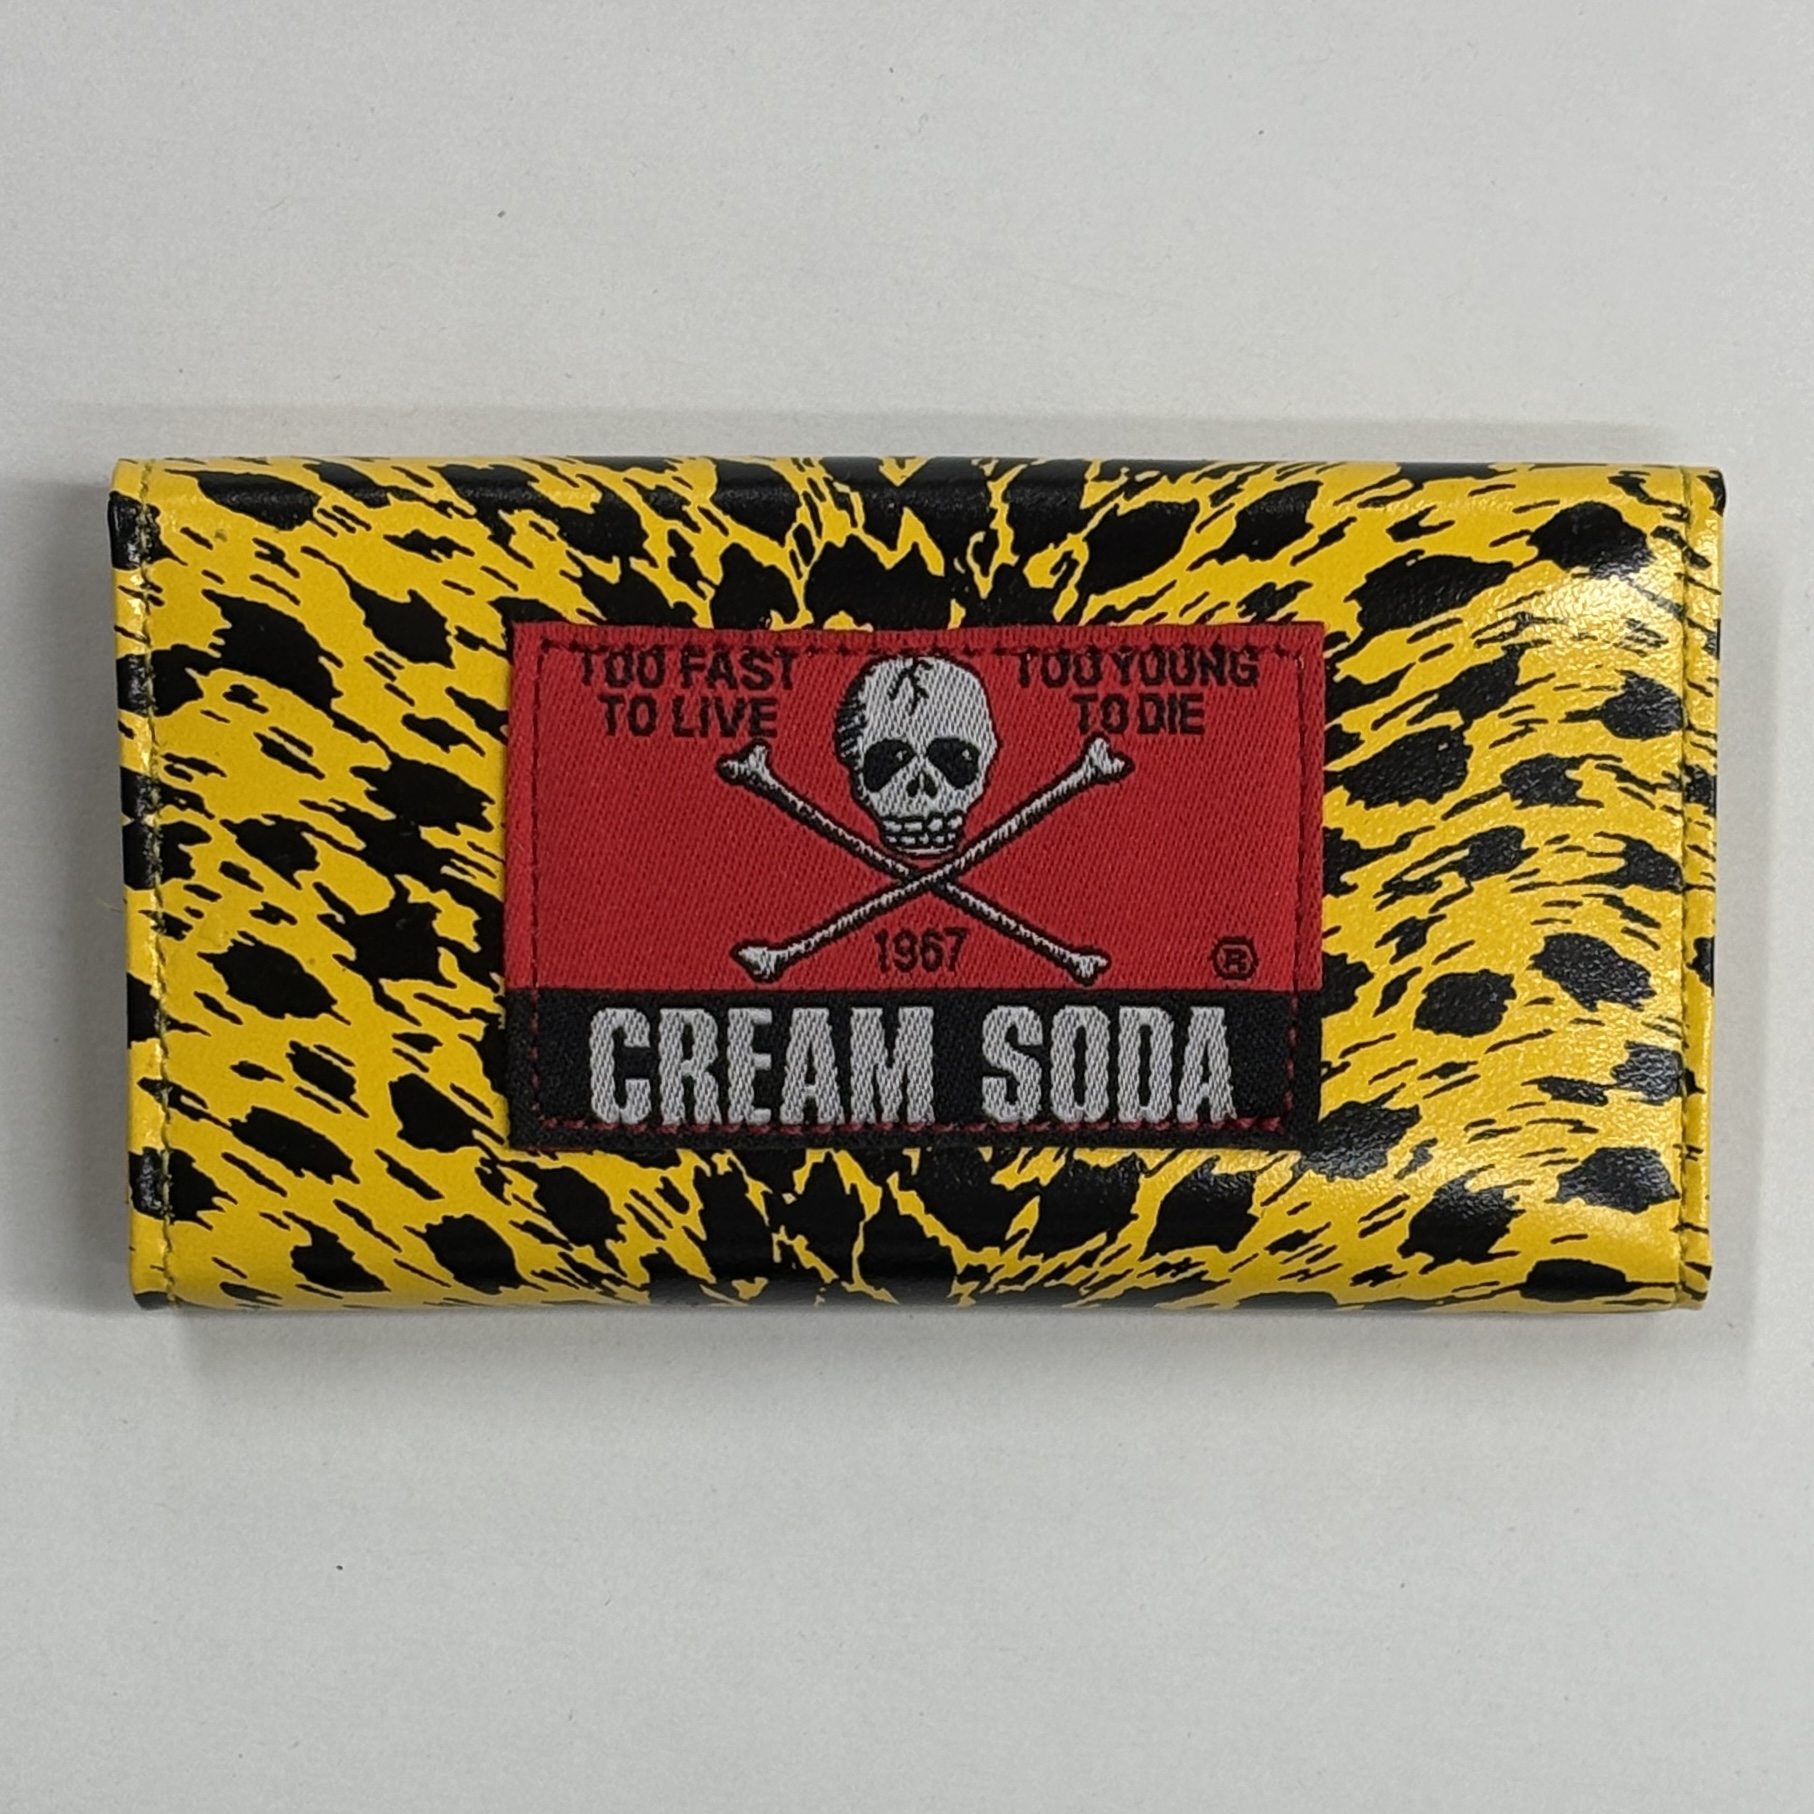 TOO FAST
TO LIVE
TOO YOUNG
TO DIE
1967
®
CREAM SODA